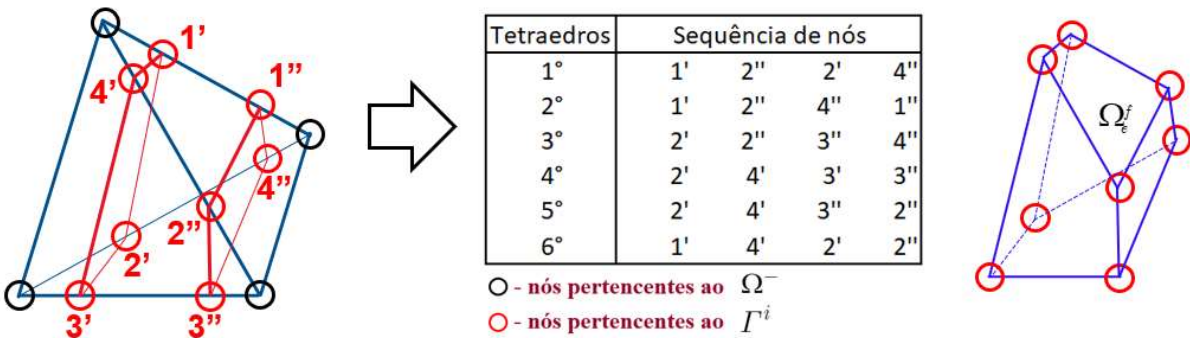 1'
4'
1"
4"
2"
2'
3'
3"
Tetraedros Sequência de nós
1° 1' 2" 2' 4"
2° 1' 2" 4" 1"
3° 2' 2" 3" 4"
4° 2' 4' 3' 3"
5° 2' 4' 3" 2"
6° 1' 4' 2' 2"
- nós pertencentes ao Ω⁻
- nós pertencentes ao Γⁱ
Ωₑᶠ